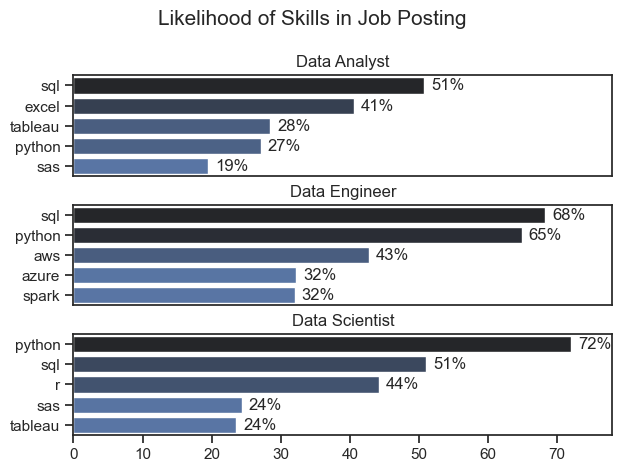 Likelihood of Skills in Job Posting
Data Analyst
sql 51%
excel 41%
tableau 28%
python 27%
sas 19%
Data Engineer
sql 68%
python 65%
aws 43%
azure 32%
spark 32%
Data Scientist
python 72%
sql 51%
r 44%
sas 24%
tableau 24%
0 10 20 30 40 50 60 70